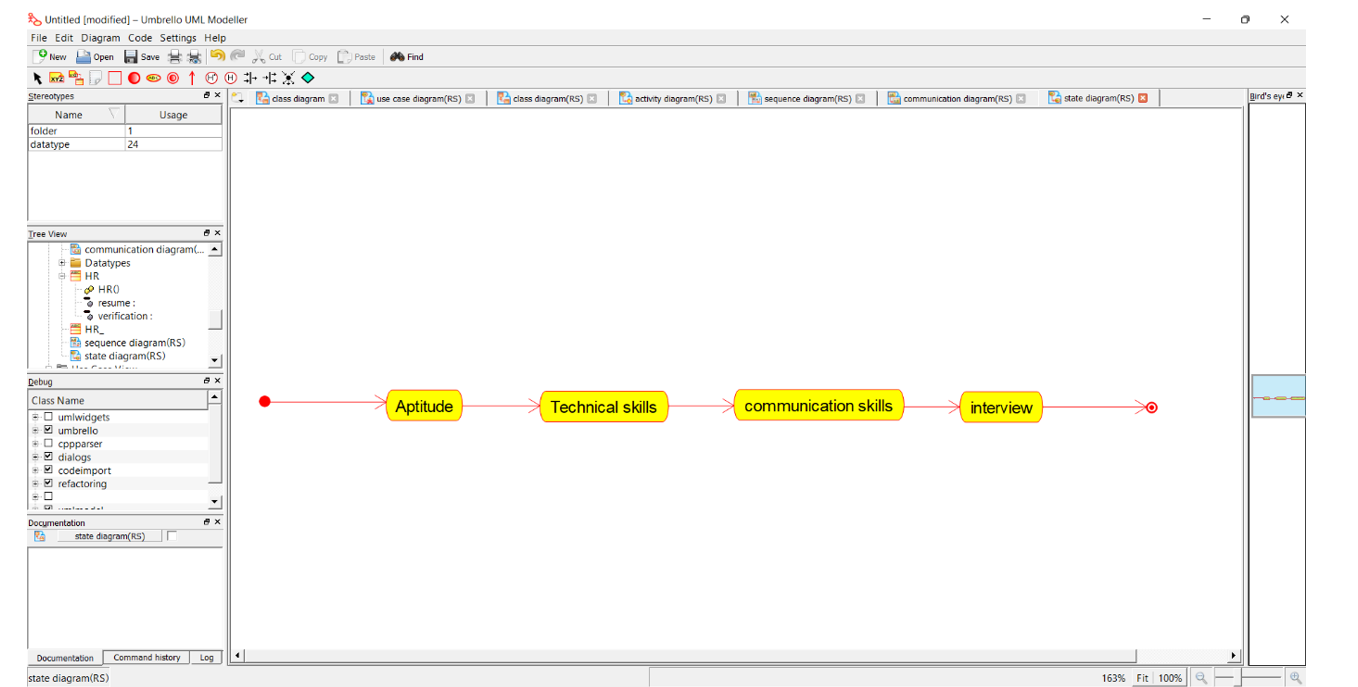 Untitled [modified] – Umbrello UML Modeller
File Edit Diagram Code Settings Help
New Open Save Cut Copy Paste Find
XYZ
Stereotypes
Name Usage
folder 1
datatype 24
class diagram use case diagram(RS) class diagram(RS) activity diagram(RS) sequence diagram(RS) communication diagram(RS) state diagram(RS)
Bird's ey
Tree View
communication diagram(...
Datatypes
HR
HR()
resume :
verification :
HR_
sequence diagram(RS)
state diagram(RS)
Debug
Class Name
umlwidgets
umbrello
cppparser
dialogs
codeimport
refactoring
Aptitude Technical skills communication skills interview
Documentation
state diagram(RS)
Documentation Command history Log
state diagram(RS)
163% Fit 100%